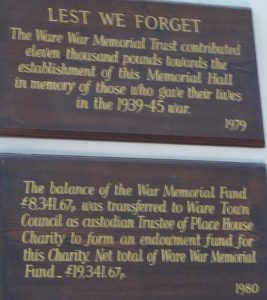 LEST WE FORGET
The Ware War Memorial Trust contributed
eleven thousand pounds towards the
establishment of this Memorial Hall
in memory of those who gave their lives
in the 1939-45 war.
1979
The balance of the War Memorial Fund
£8,341.67p was transferred to Ware Town
Council as custodian Trustee of Place House
Charity to form an endowment fund for
this Charity. Net total of Ware War Memorial
Fund - £19,341.67p.
1980